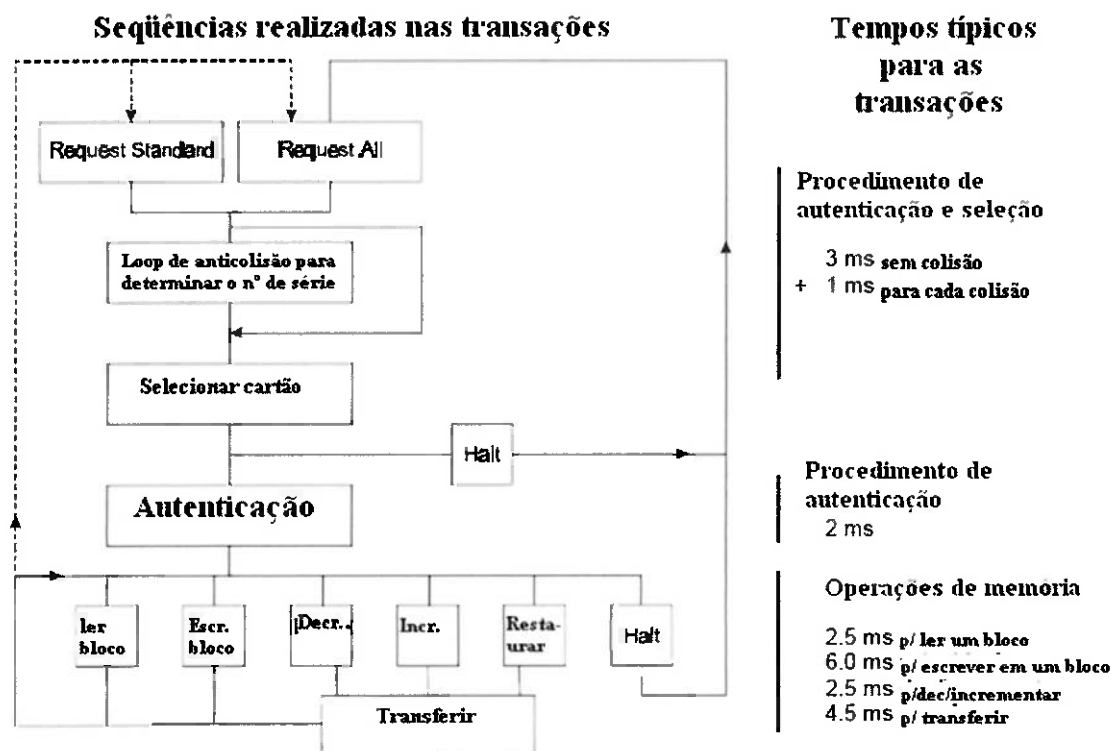 Seqüências realizadas nas transações
Request Standard
Request All
Loop de anticolisão para
determinar o nº de série
Selecionar cartão
Halt
Autenticação
ler
bloco
Escr.
bloco
Decr..
Incr.
Resta-
urar
Halt
Transferir
Tempos típicos
para as
transações
Procedimento de
autenticação e seleção
3 ms sem colisão
+ 1 ms para cada colisão
Procedimento de
autenticação
2 ms
Operações de memória
2.5 ms p/ ler um bloco
6.0 ms p/ escrever em um bloco
2.5 ms p/dec/incrementar
4.5 ms p/ transferir